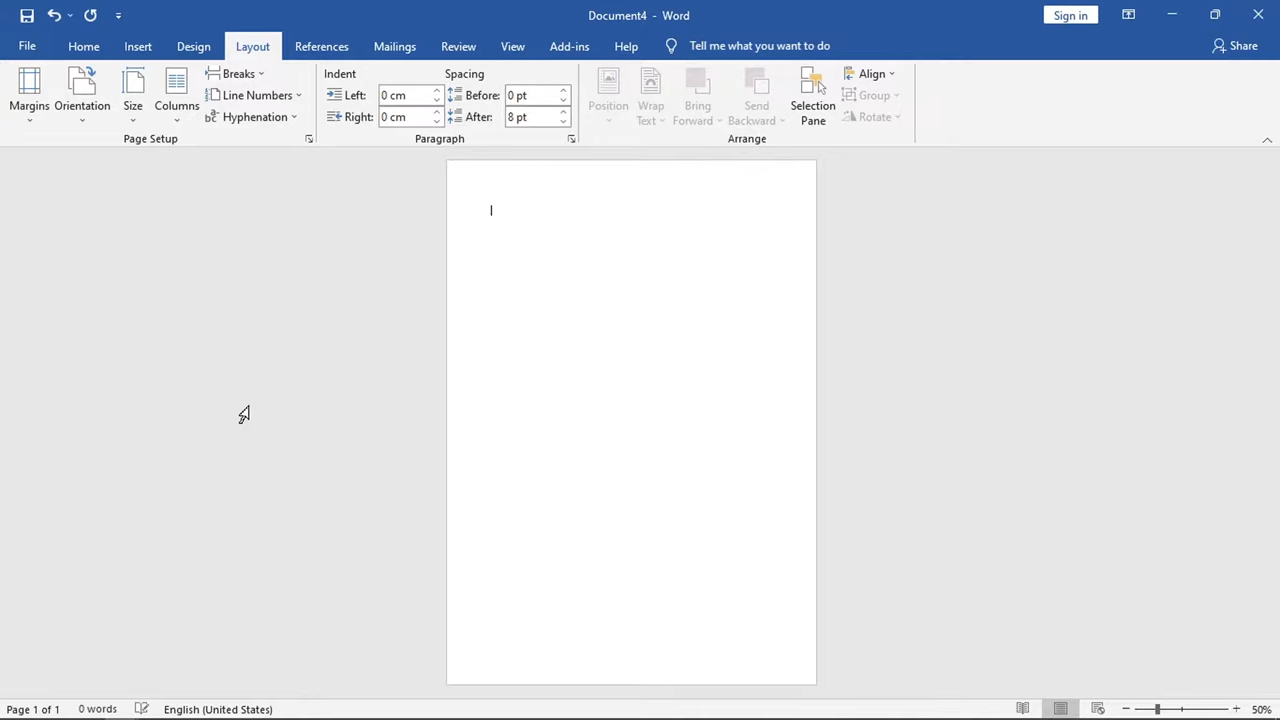 Document4 - Word
Sign in
File Home Insert Design Layout References Mailings Review View Add-ins Help Tell me what you want to do Share
Margins Orientation Size Columns
Breaks
Line Numbers
Hyphenation
Page Setup
Indent Spacing
Left: 0 cm Before: 0 pt
Right: 0 cm After: 8 pt
Paragraph
Position Wrap Text Bring Forward Send Backward Selection Pane
Align
Group
Rotate
Arrange
Page 1 of 1 0 words English (United States) 50%